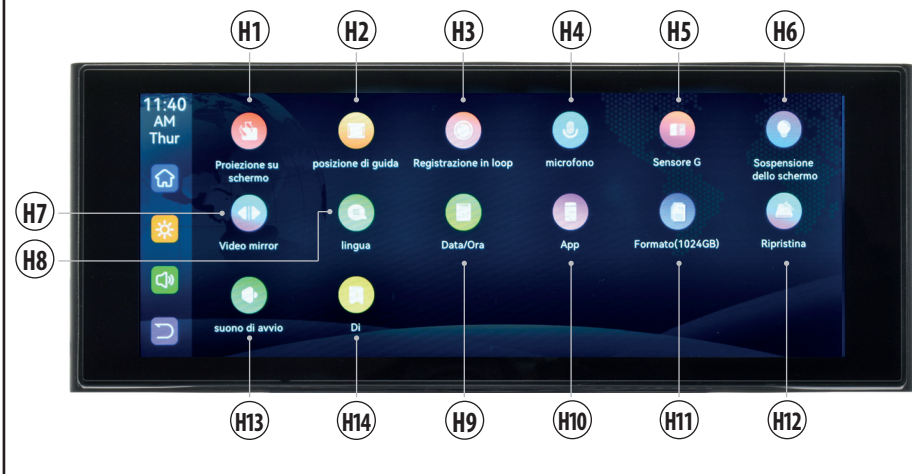 H1 H2 H3 H4 H5 H6
11:40
AM
Thur
Proiezione su
schermo
posizione di guida
Registrazione in loop
microfono
Sensore G
Sospensione
dello schermo
H7
H8
Video mirror
lingua
Data/Ora
App
Formato(1024GB)
Ripristina
suono di avvio
Di
H13 H14 H9 H10 H11 H12